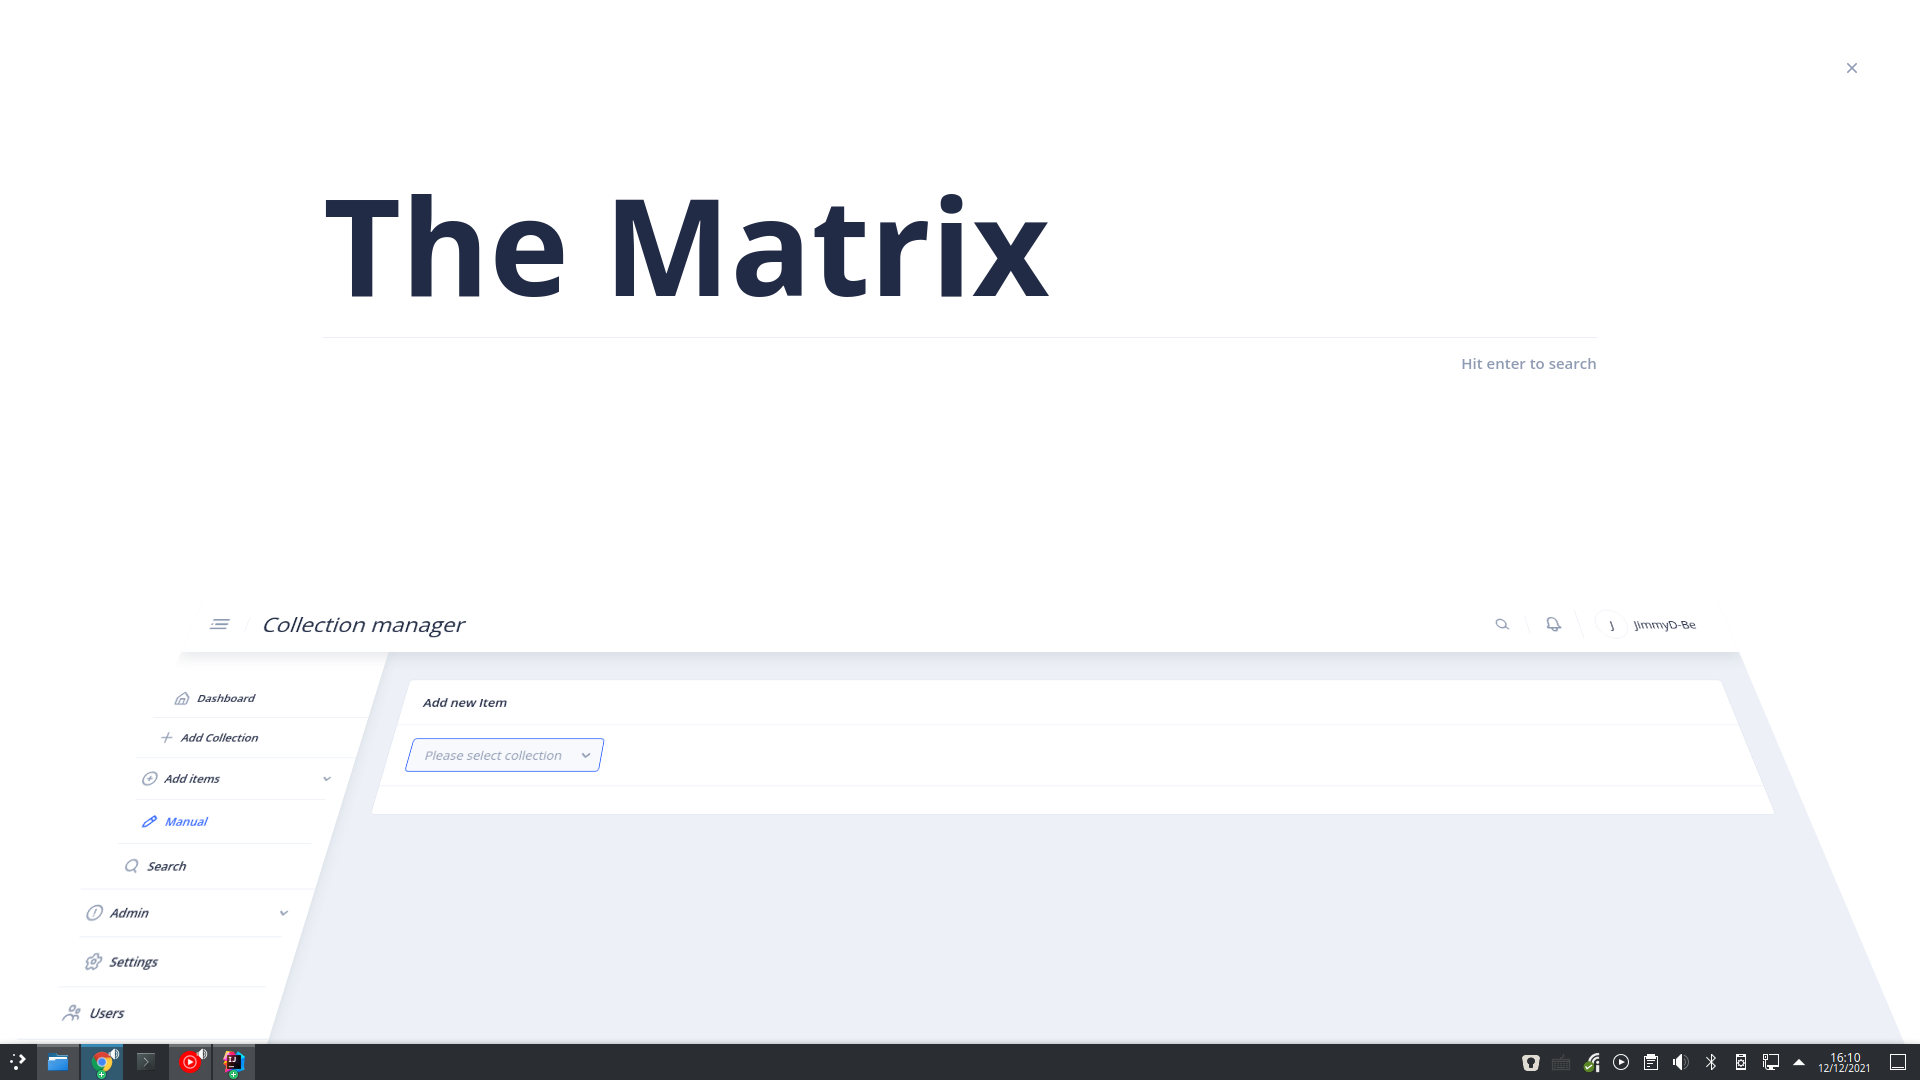 The Matrix
Hit enter to search
Collection manager
J JimmyD-Be
Dashboard
Add new Item
Add Collection
Please select collection
Add items
Manual
Search
Admin
Settings
Users
16:10
12/12/2021